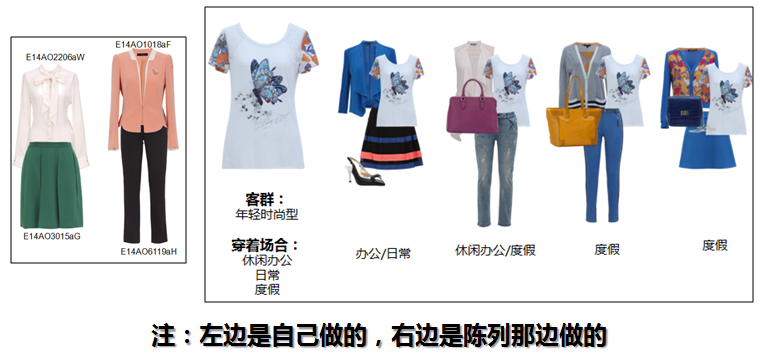 E14AO2206aW
E14AO1018aF
E14AO3015aG
E14AO6119aH
客群：
年轻时尚型
穿着场合：
休闲办公
日常
度假
办公/日常
休闲办公/度假
度假
度假
注：左边是自己做的，右边是陈列那边做的